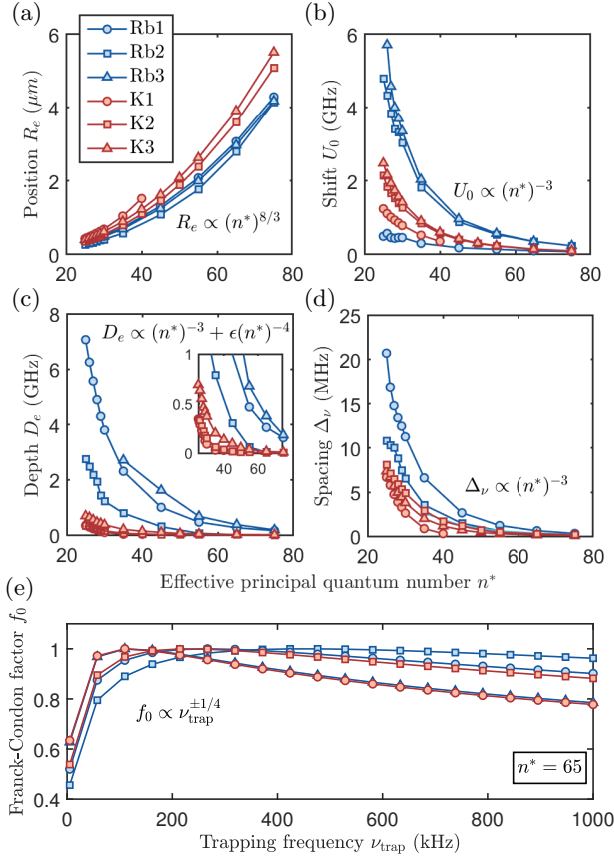 (a)
Rb1
Rb2
Rb3
K1
K2
K3
Position R_e (μm)
6
4
2
0
20
40
60
80
R_e ∝ (n*)^{8/3}
(b)
Shift U_0 (GHz)
6
4
2
0
20
40
60
80
U_0 ∝ (n*)^{−3}
(c)
Depth D_e (GHz)
8
6
4
2
0
20
40
60
80
D_e ∝ (n*)^{−3} + ϵ(n*)^{−4}
1
0.5
0
40
60
(d)
Spacing Δ_ν (MHz)
25
20
15
10
5
0
20
40
60
80
Δ_ν ∝ (n*)^{−3}
Effective principal quantum number n*
(e)
Franck-Condon factor f_0
1
0.8
0.6
0.4
0
200
400
600
800
1000
f_0 ∝ ν_{trap}^{±1/4}
n* = 65
Trapping frequency ν_{trap} (kHz)